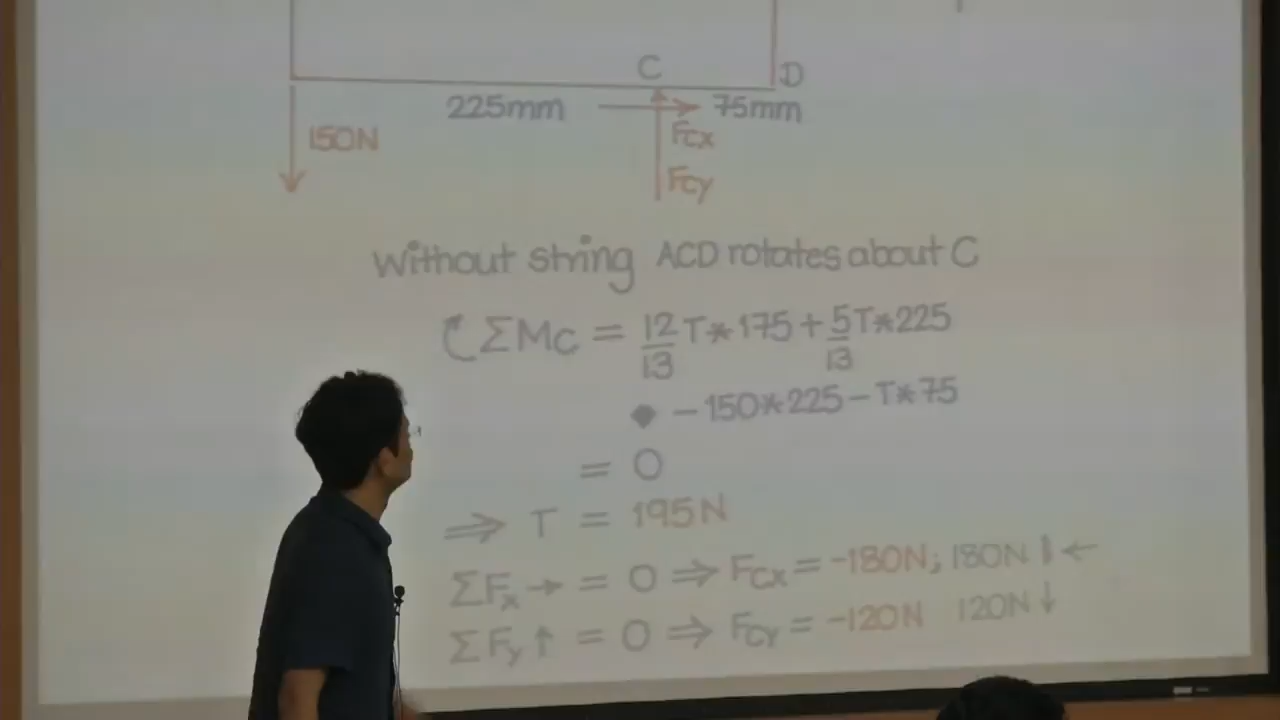 C D
225mm 75mm
150N FCX
FCY
Without string ACD rotates about C
ΣMC = 12/13 T*175 + 5/13 T*225
- 150*225 - T*75
= 0
⇒ T = 195N
ΣFx → = 0 ⇒ FCX = -180N; 180N ←
ΣFy ↑ = 0 ⇒ FCY = -120N 120N ↓